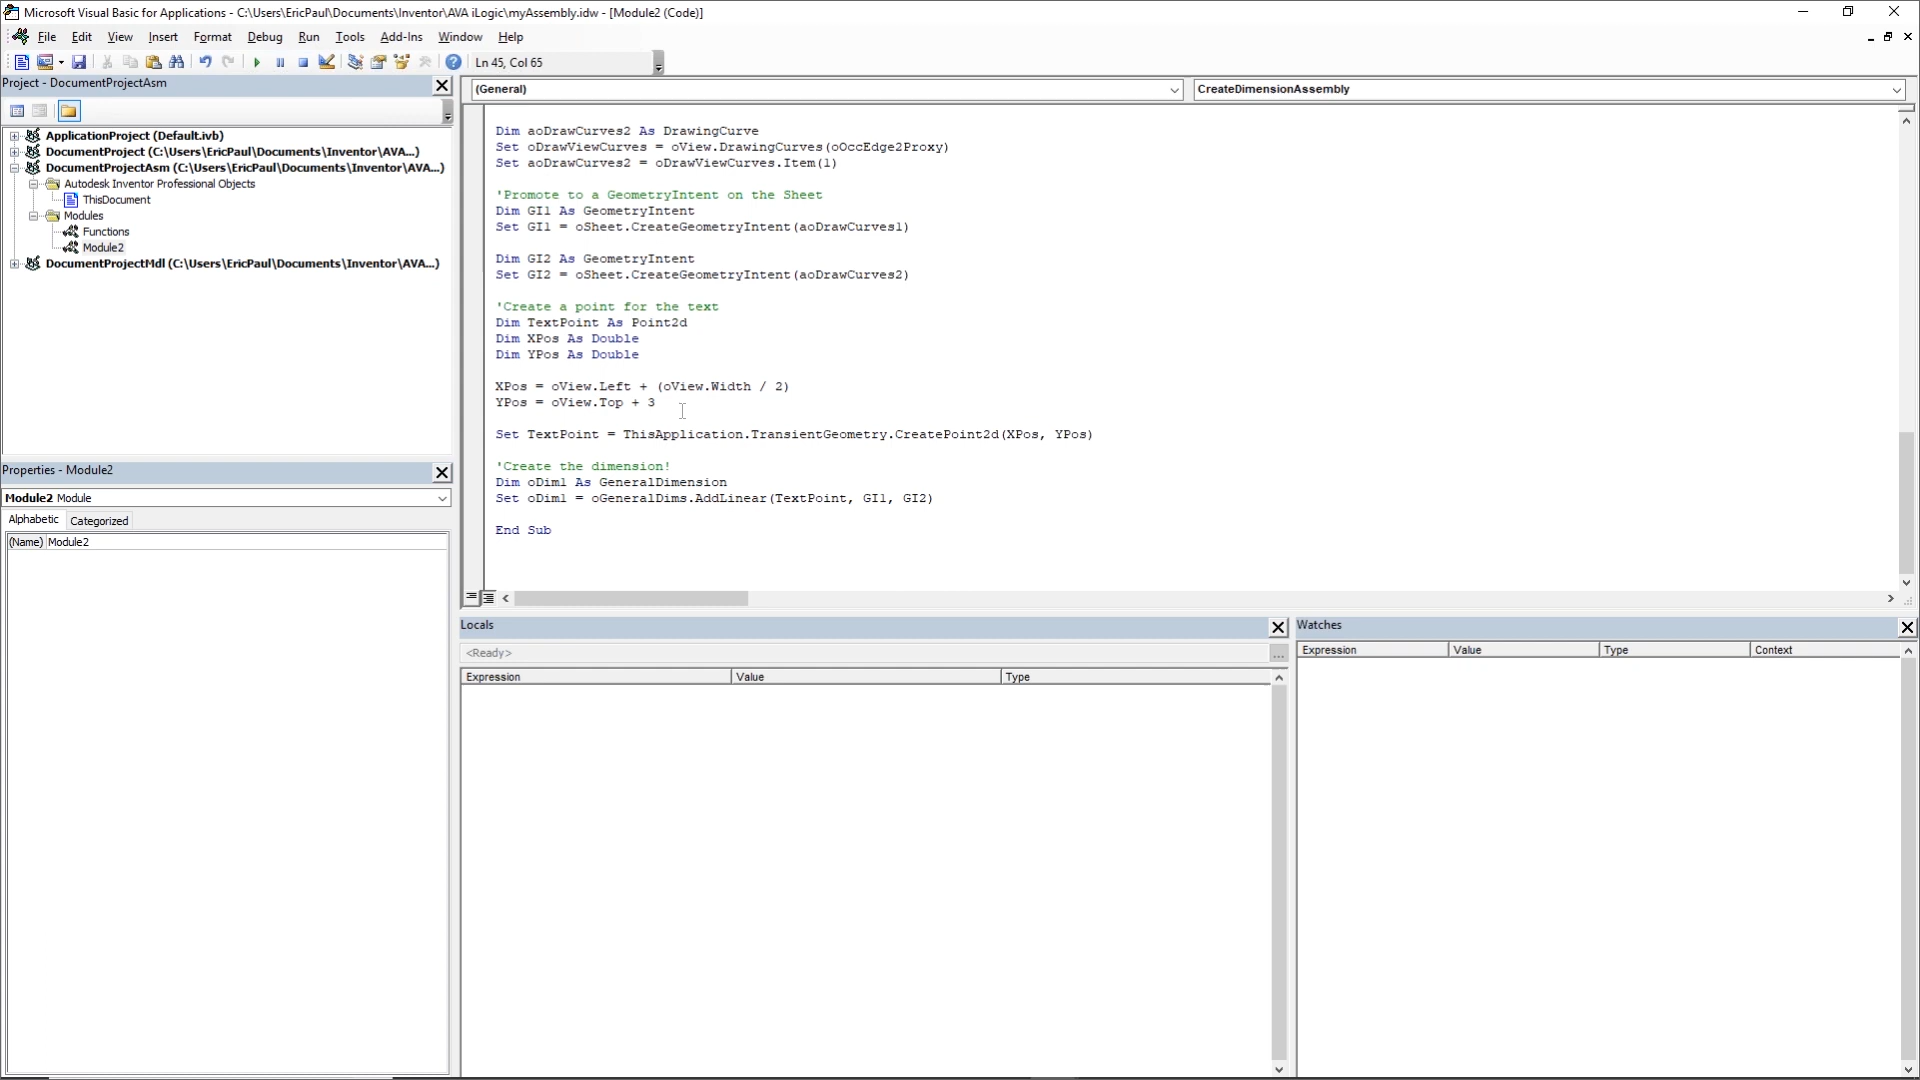 Microsoft Visual Basic for Applications - C:\Users\EricPaul\Documents\Inventor\AVA iLogic\myAssembly.idw - [Module2 (Code)]
File Edit View Insert Format Debug Run Tools Add-Ins Window Help
Ln 45, Col 65
Project - DocumentProjectAsm
(General)
CreateDimensionAssembly
ApplicationProject (Default.ivb)
DocumentProject (C:\Users\EricPaul\Documents\Inventor\AVA...)
DocumentProjectAsm (C:\Users\EricPaul\Documents\Inventor\AVA...)
Autodesk Inventor Professional Objects
ThisDocument
Modules
Functions
Module2
DocumentProjectMdl (C:\Users\EricPaul\Documents\Inventor\AVA...)
Dim aoDrawCurves2 As DrawingCurve
Set oDrawViewCurves = oView.DrawingCurves(oOccEdge2Proxy)
Set aoDrawCurves2 = oDrawViewCurves.Item(1)
'Promote to a GeometryIntent on the Sheet
Dim GI1 As GeometryIntent
Set GI1 = oSheet.CreateGeometryIntent(aoDrawCurves1)
Dim GI2 As GeometryIntent
Set GI2 = oSheet.CreateGeometryIntent(aoDrawCurves2)
'Create a point for the text
Dim TextPoint As Point2d
Dim XPos As Double
Dim YPos As Double
XPos = oView.Left + (oView.Width / 2)
YPos = oView.Top + 3
Set TextPoint = ThisApplication.TransientGeometry.CreatePoint2d(XPos, YPos)
'Create the dimension!
Dim oDim1 As GeneralDimension
Set oDim1 = oGeneralDims.AddLinear(TextPoint, GI1, GI2)
End Sub
Properties - Module2
Module2 Module
Alphabetic Categorized
(Name) Module2
Locals
<Ready>
...
Expression Value Type
Watches
Expression Value Type Context